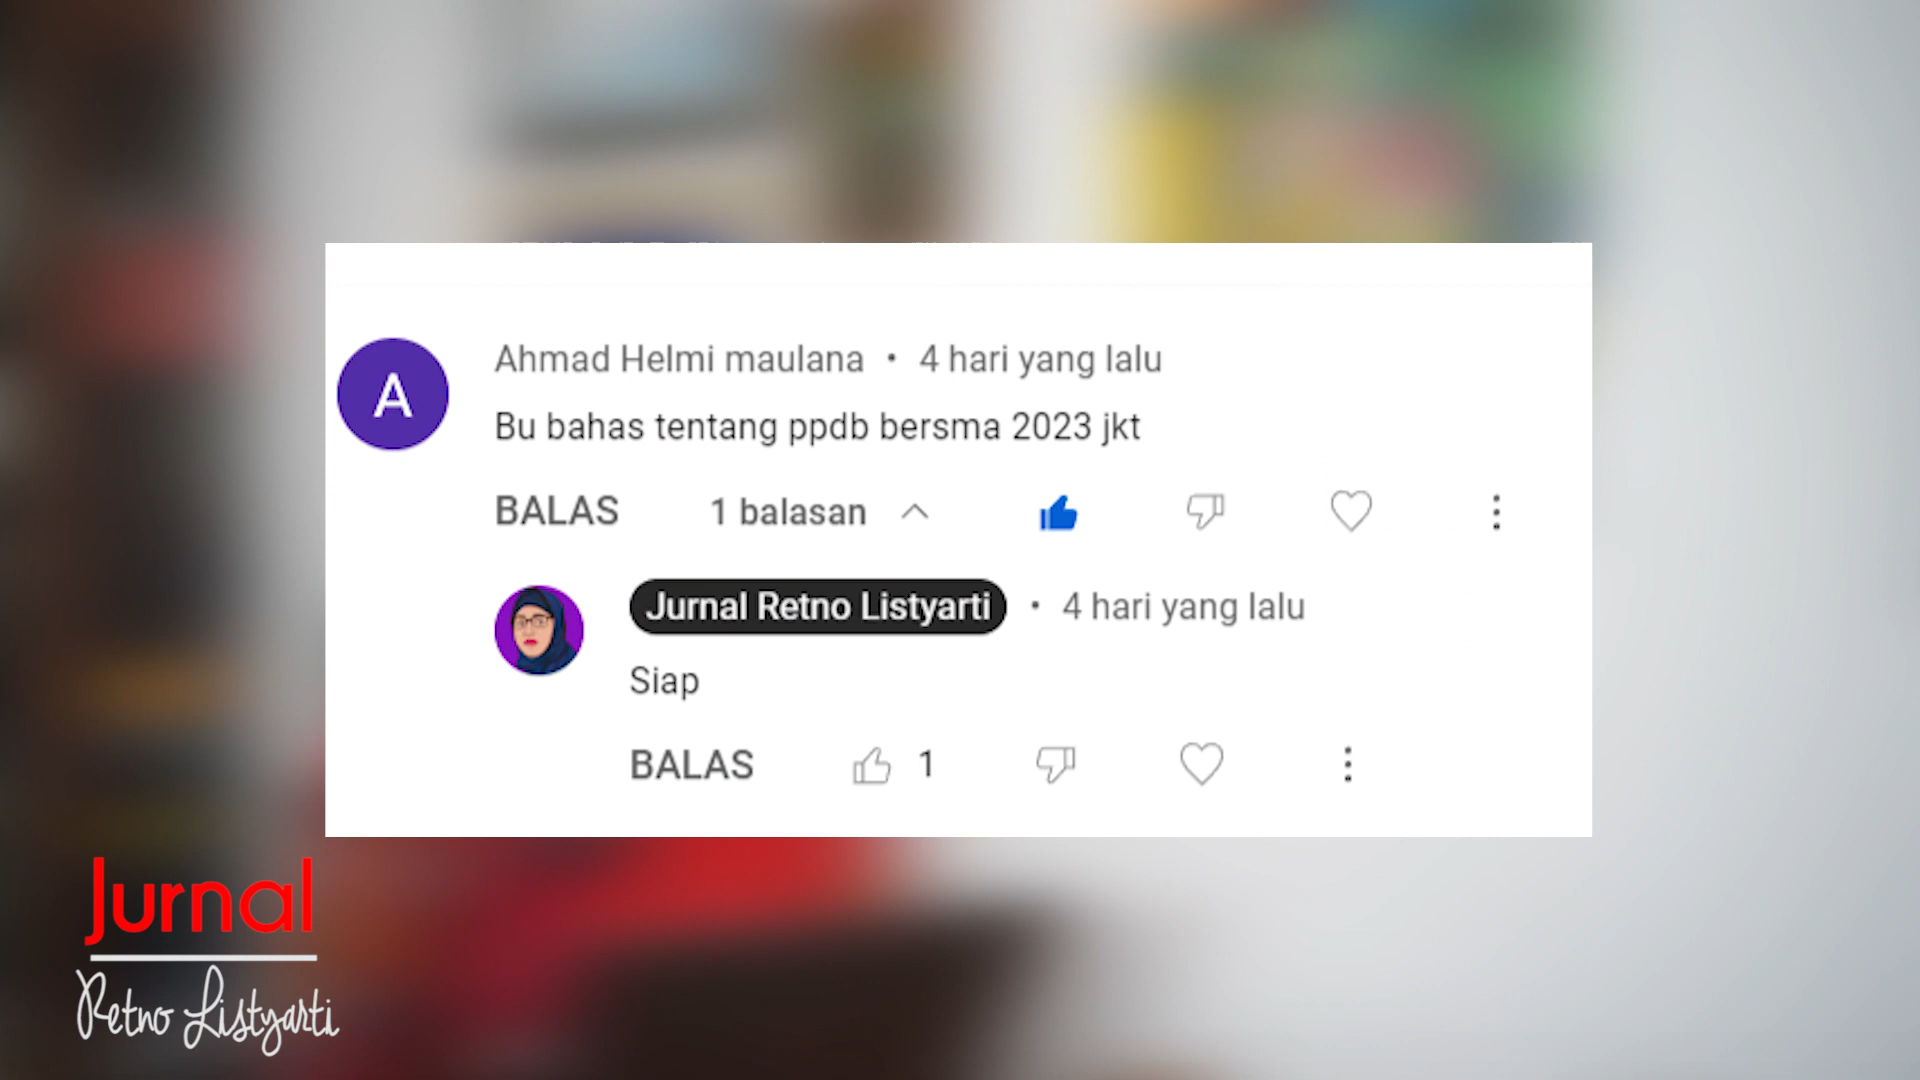 A
Ahmad Helmi maulana • 4 hari yang lalu
Bu bahas tentang ppdb bersma 2023 jkt
BALAS 1 balasan
Jurnal Retno Listyarti • 4 hari yang lalu
Siap
BALAS 1
Jurnal
Retno Listyarti